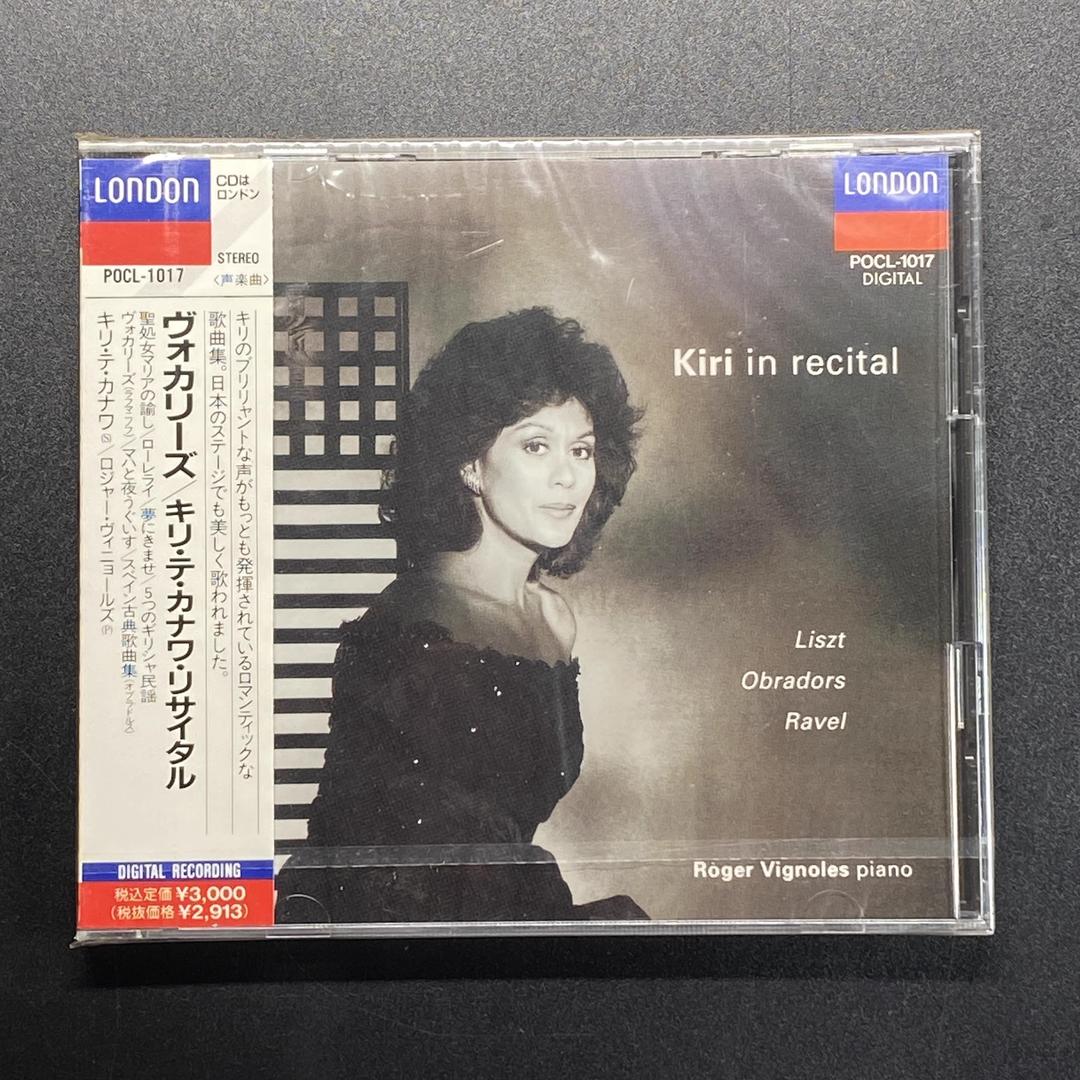 LONDON
CDは
ロンドン
STEREO
POCL-1017
〈声楽曲〉
キリのブリリャントな声がもっとも発揮されているロマンティックな
歌曲集。日本のステージでも美しく歌われました。
ヴォカリーズ/キリ・テ・カナワ・リサイタル
聖処女マリアの諭し/ローレライ/夢にきませ/5つのギリシャ民謡
ヴォカリーズ(ラフマニノフ)/マハと夜うぐいす/スペイン古典歌曲集(オブラドルス)
キリ・テ・カナワ(S)/ロジャー・ヴィニョールズ(P)
DIGITAL RECORDING
税込定価 ¥3,000
(税抜価格 ¥2,913)
LONDON
POCL-1017
DIGITAL
Kiri in recital
Liszt
Obradors
Ravel
Roger Vignoles piano